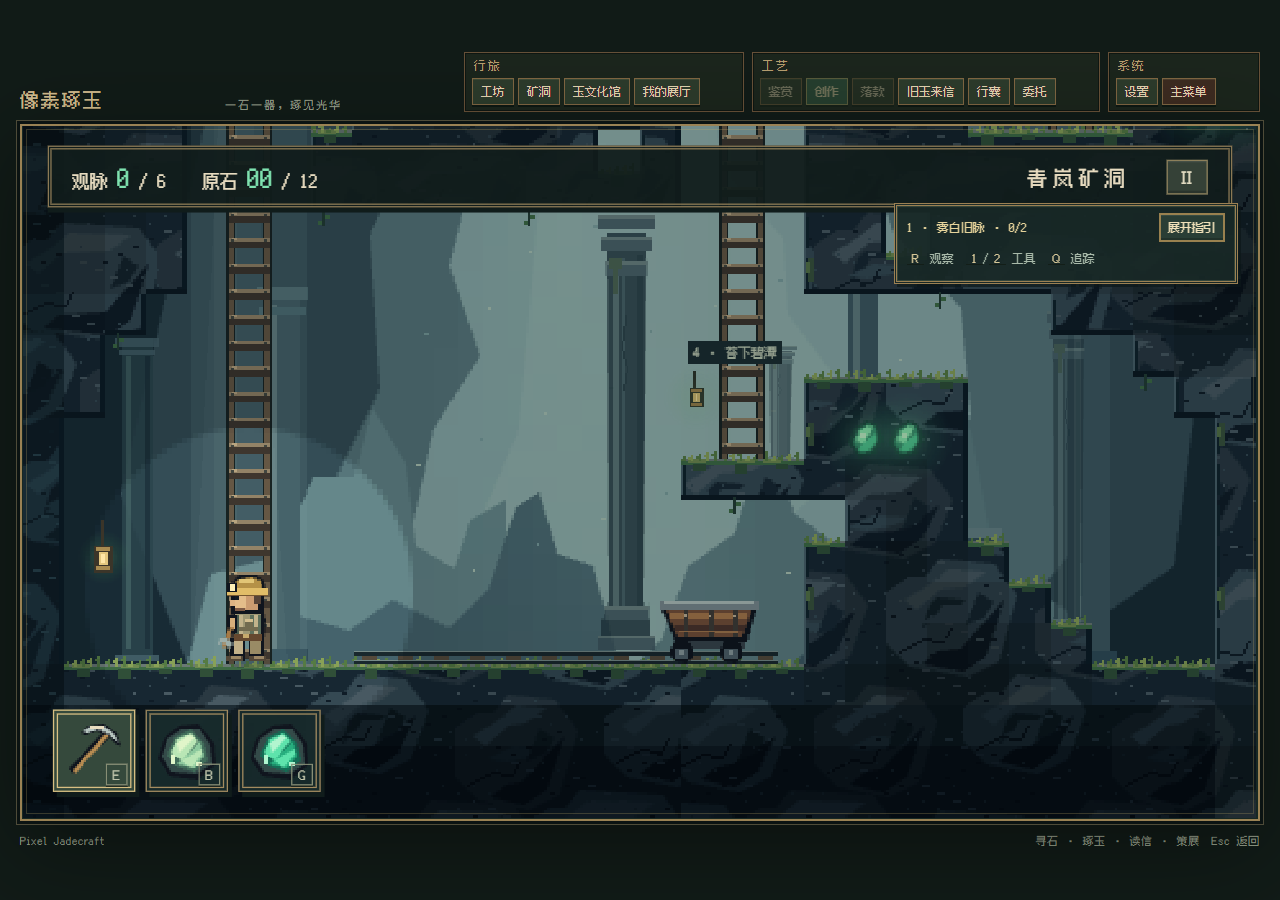 像素琢玉
一石一器，琢见光华
行旅
工坊 矿洞 玉文化馆 我的展厅
工艺
鉴赏 创作 落款 旧玉来信 行囊 委托
系统
设置 主菜单
观脉 0 / 6 原石 00 / 12
青岚矿洞
II
1 · 雾白旧脉 · 0/2
展开指引
R 观察 1 / 2 工具 Q 追踪
4 · 苔下碧潭
E
B
G
Pixel Jadecraft
寻石 · 琢玉 · 读信 · 策展 Esc 返回